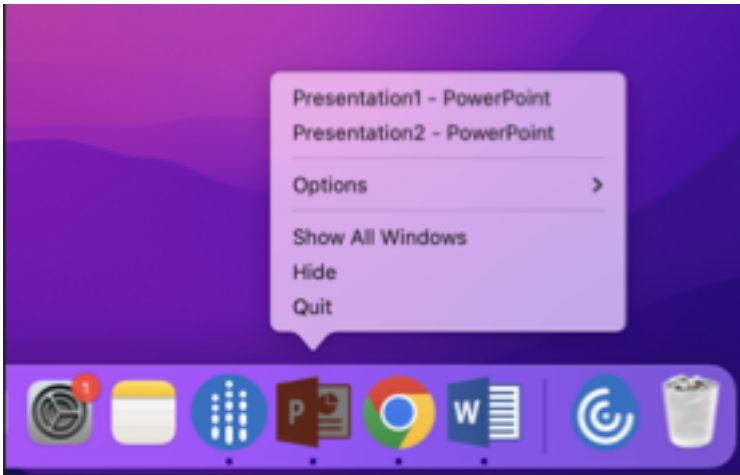 Presentation1 - PowerPoint
Presentation2 - PowerPoint
Options
Show All Windows
Hide
Quit
1
P
W